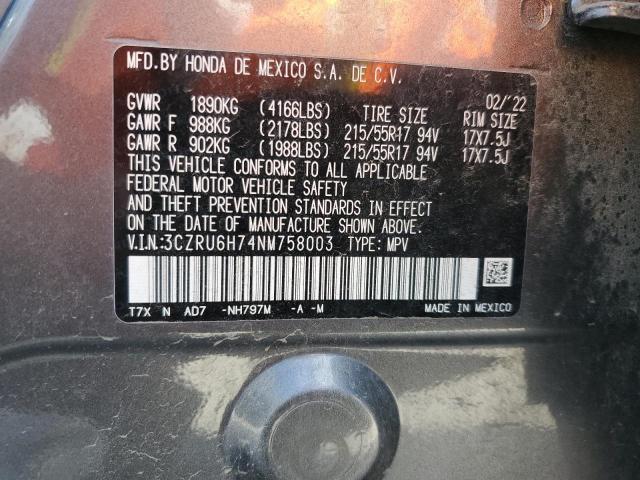 MFD.BY HONDA DE MEXICO S.A. DE C.V.
02/'22
GVWR 1890KG (4166LBS) TIRE SIZE RIM SIZE
GAWR F 988KG (2178LBS) 215/55R17 94V 17X7.5J
GAWR R 902KG (1988LBS) 215/55R17 94V 17X7.5J
THIS VEHICLE CONFORMS TO ALL APPLICABLE
FEDERAL MOTOR VEHICLE SAFETY
AND THEFT PREVENTION STANDARDS IN EFFECT
ON THE DATE OF MANUFACTURE SHOWN ABOVE.
V.I.N:3CZRU6H74NM758003 TYPE: MPV
T7X N AD7 -NH797M -A -M MADE IN MEXICO